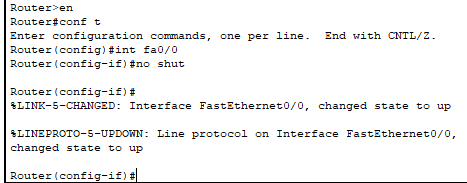 Router>en
Router#conf t
Enter configuration commands, one per line.  End with CNTL/Z.
Router(config)#int fa0/0
Router(config-if)#no shut

Router(config-if)#
%LINK-5-CHANGED: Interface FastEthernet0/0, changed state to up

%LINEPROTO-5-UPDOWN: Line protocol on Interface FastEthernet0/0,
changed state to up

Router(config-if)#